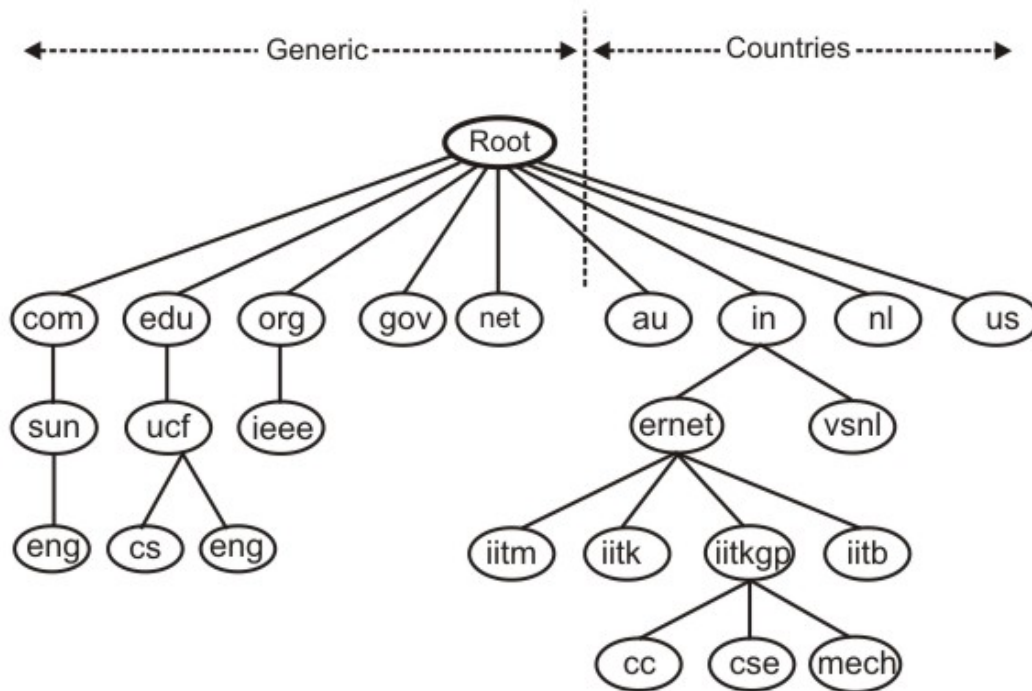 Generic Countries
Root
com edu org gov net au in nl us
sun ucf ieee ernet vsnl
eng cs eng iitm iitk iitkgp iitb
cc cse mech